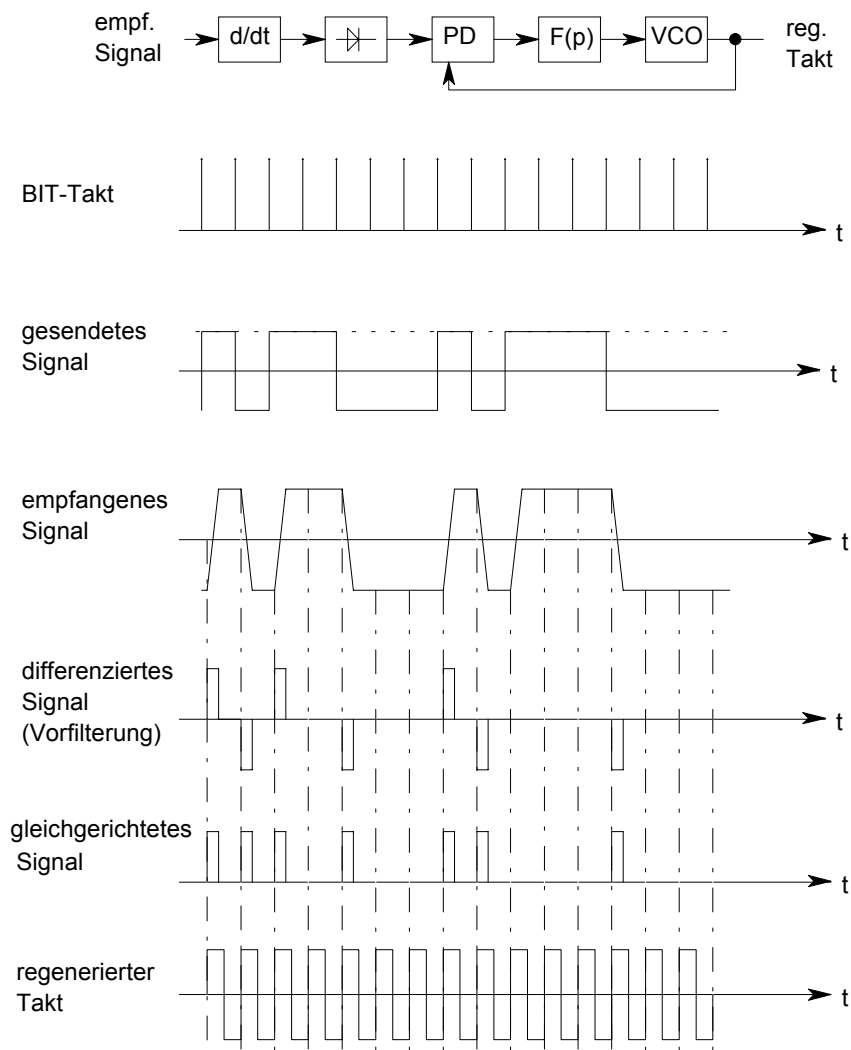 empf.
Signal
d/dt
PD
F(p)
VCO
reg.
Takt
BIT-Takt
t
gesendetes
Signal
t
empfangenes
Signal
t
differenziertes
Signal
(Vorfilterung)
t
gleichgerichtetes
Signal
t
regenerierter
Takt
t